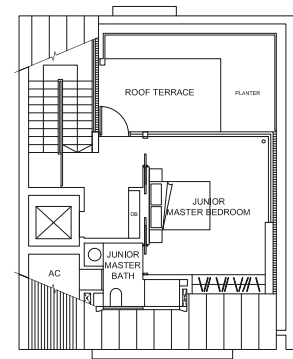 ROOF TERRACE
PLANTER
JUNIOR
MASTER BEDROOM
DB
JUNIOR
MASTER
BATH
AC